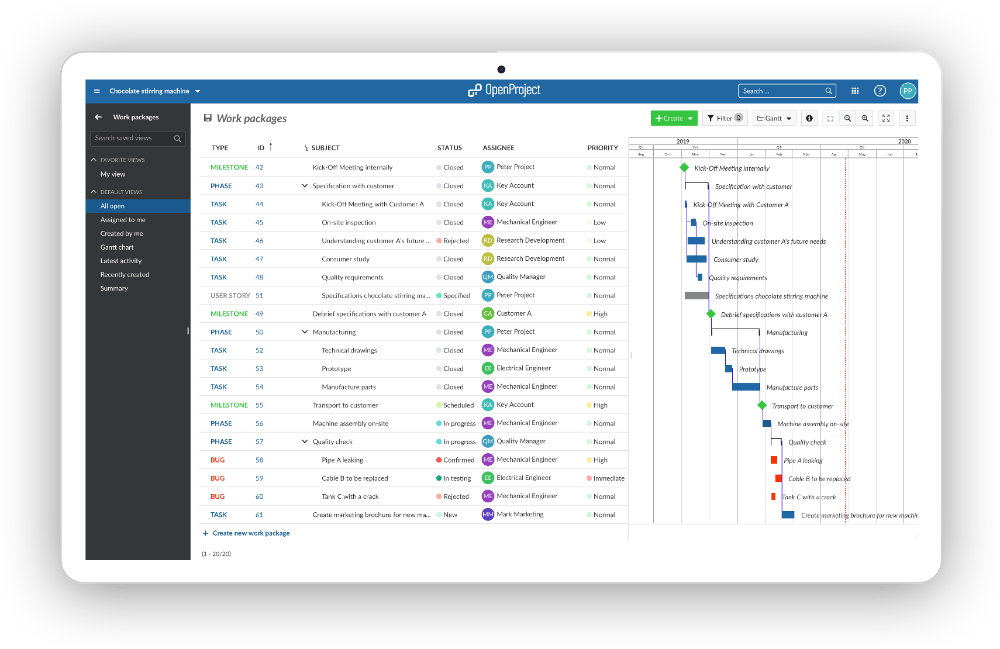 Chocolate stirring machine
OpenProject
Search ...
?
PP
Work packages
Search saved views
FAVORITE VIEWS
My view
DEFAULT VIEWS
All open
Assigned to me
Created by me
Gantt chart
Latest activity
Recently created
Summary
Work packages
+ Create
Filter 0
Gantt
TYPE ID SUBJECT STATUS ASSIGNEE PRIORITY
MILESTONE 42 Kick-Off Meeting internally Closed PP Peter Project Normal
PHASE 43 Specification with customer Closed KA Key Account Normal
TASK 44 Kick-Off Meeting with Customer A Closed KA Key Account Normal
TASK 45 On-site inspection Closed ME Mechanical Engineer Low
TASK 46 Understanding customer A's future ... Rejected RD Research Development Low
TASK 47 Consumer study Closed RD Research Development Normal
TASK 48 Quality requirements Closed QM Quality Manager Normal
USER STORY 51 Specifications chocolate stirring ma... Specified PP Peter Project Normal
MILESTONE 49 Debrief specifications with customer A Closed CA Customer A High
PHASE 50 Manufacturing Closed PP Peter Project Normal
TASK 52 Technical drawings Closed ME Mechanical Engineer Normal
TASK 53 Prototype Closed EE Electrical Engineer Normal
TASK 54 Manufacture parts Closed ME Mechanical Engineer Normal
MILESTONE 55 Transport to customer Scheduled KA Key Account High
PHASE 56 Machine assembly on-site In progress ME Mechanical Engineer Normal
PHASE 57 Quality check In progress QM Quality Manager Normal
BUG 58 Pipe A leaking Confirmed ME Mechanical Engineer High
BUG 59 Cable B to be replaced In testing EE Electrical Engineer Immediate
BUG 60 Tank C with a crack Rejected ME Mechanical Engineer Normal
TASK 61 Create marketing brochure for new ma... New MM Mark Marketing Normal
+ Create new work package
(1 - 20/20)
2019 2020
Q3 Q4 Q1 Q2
Sep Oct Nov Dec Jan Feb Mar Apr May Jun
Kick-Off Meeting internally
Specification with customer
Kick-Off Meeting with Customer A
On-site inspection
Understanding customer A's future needs
Consumer study
Quality requirements
Specifications chocolate stirring machine
Debrief specifications with customer A
Manufacturing
Technical drawings
Prototype
Manufacture parts
Transport to customer
Machine assembly on-site
Quality check
Pipe A leaking
Cable B to be replaced
Tank C with a crack
Create marketing brochure for new machin